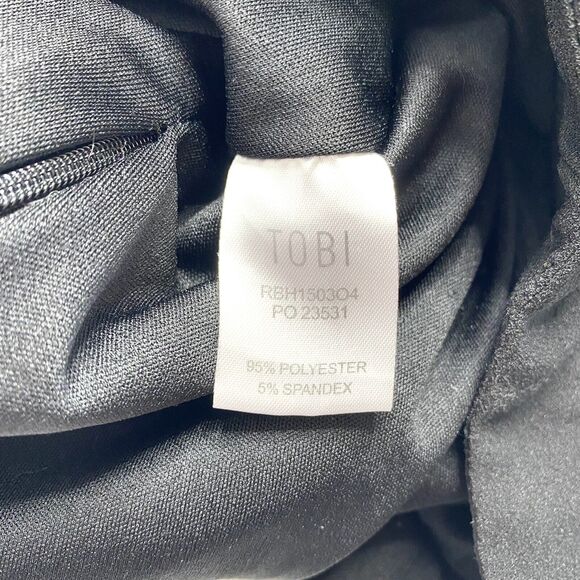 TOBI
RBH1503O4
PO 23531
95% POLYESTER
5% SPANDEX